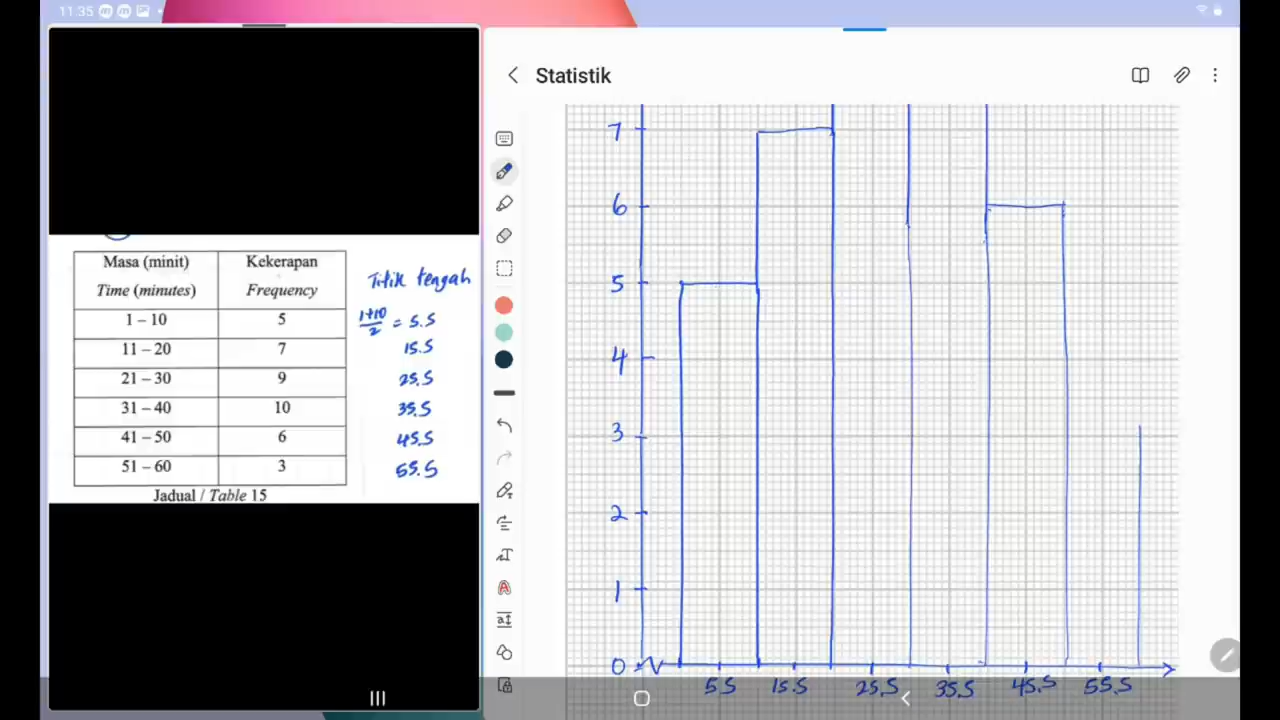 11:35
Statistik
Masa (minit) Kekerapan
Time (minutes) Frequency
Titik tengah
1 – 10 5 1+10/2 = 5.5
11 – 20 7 15.5
21 – 30 9 25.5
31 – 40 10 35.5
41 – 50 6 45.5
51 – 60 3 55.5
Jadual / Table 15
7
6
5
4
3
2
1
0
5.5 15.5 25.5 35.5 45.5 55.5